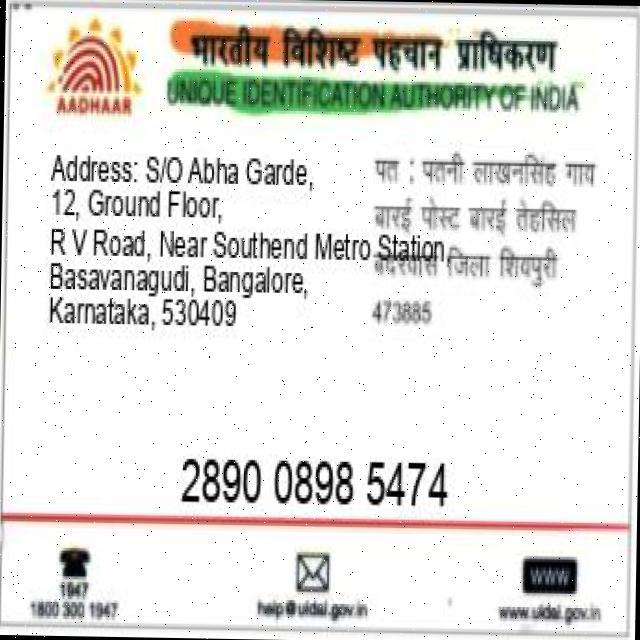 भारतीय विशिष्ट पहचान प्राधिकरण
AADHAAR
UNIQUE IDENTIFICATION AUTHORITY OF INDIA
Address: S/O Abha Garde,
12, Ground Floor,
R V Road, Near Southend Metro Station,
Basavanagudi, Bangalore,
Karnataka, 530409
पत : पतनी लाखनसिंह गाय
बारई पोस्ट बारई तेहसिल
बदरवास जिला शिवपुरी
473885
2890 0898 5474
1947
1800 300 1947
help@uidai.gov.in
WWW
www.uidai.gov.in